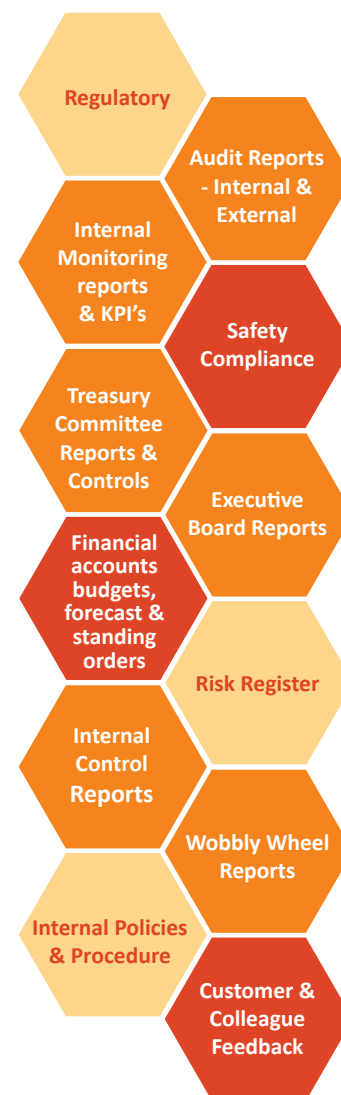 Regulatory
Audit Reports
- Internal &
External
Internal
Monitoring
reports
& KPI’s
Safety
Compliance
Treasury
Committee
Reports &
Controls
Executive
Board Reports
Financial
accounts
budgets,
forecast &
standing
orders
Risk Register
Internal
Control
Reports
Wobbly Wheel
Reports
Internal Policies
& Procedure
Customer &
Colleague
Feedback